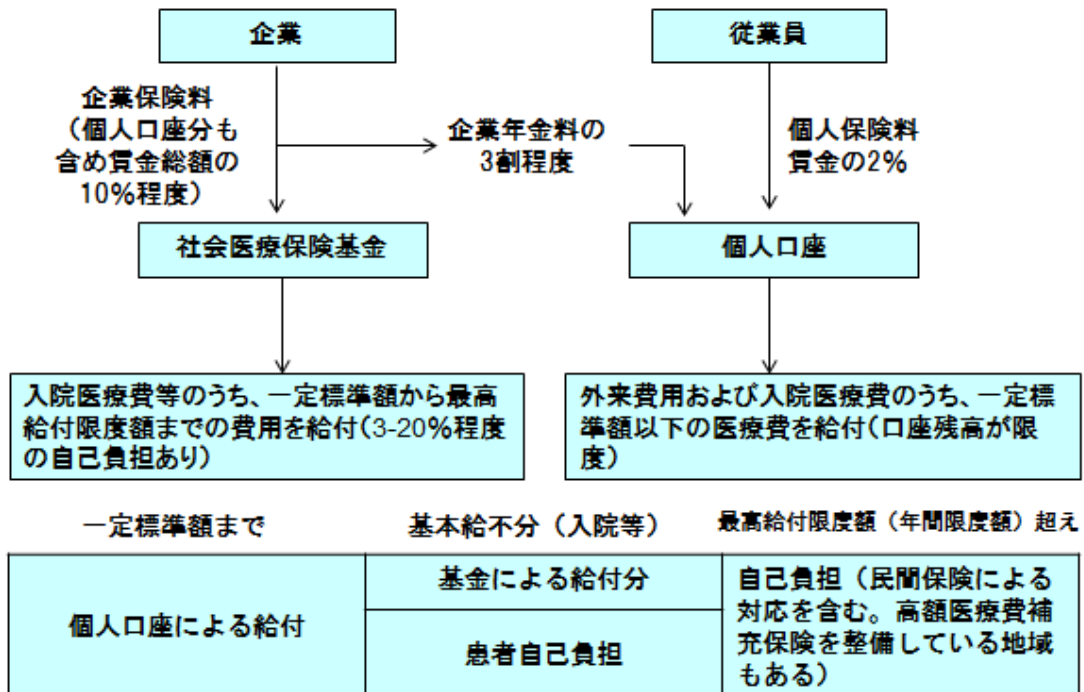 企業
従業員
企業保険料
（個人口座分も
含め賃金総額の
10％程度）
企業年金料の
3割程度
個人保険料
賃金の2％
社会医療保険基金
個人口座
入院医療費等のうち、一定標準額から最高
給付限度額までの費用を給付（3-20％程度
の自己負担あり）
外来費用および入院医療費のうち、一定標
準額以下の医療費を給付（口座残高が限
度）
一定標準額まで
基本給不分（入院等）
最高給付限度額（年間限度額）超え
個人口座による給付
基金による給付分
患者自己負担
自己負担（民間保険による
対応を含む。高額医療費補
充保険を整備している地域
もある）